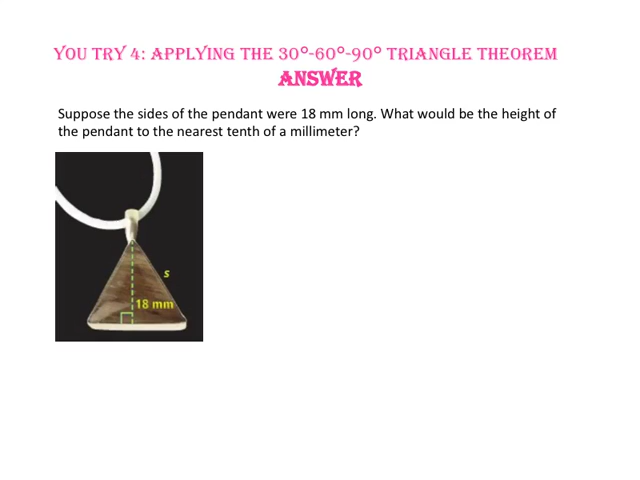 YOU TRY 4: APPLYING THE 30°-60°-90° TRIANGLE THEOREM
ANSWER
Suppose the sides of the pendant were 18 mm long. What would be the height of
the pendant to the nearest tenth of a millimeter?
s
18 mm